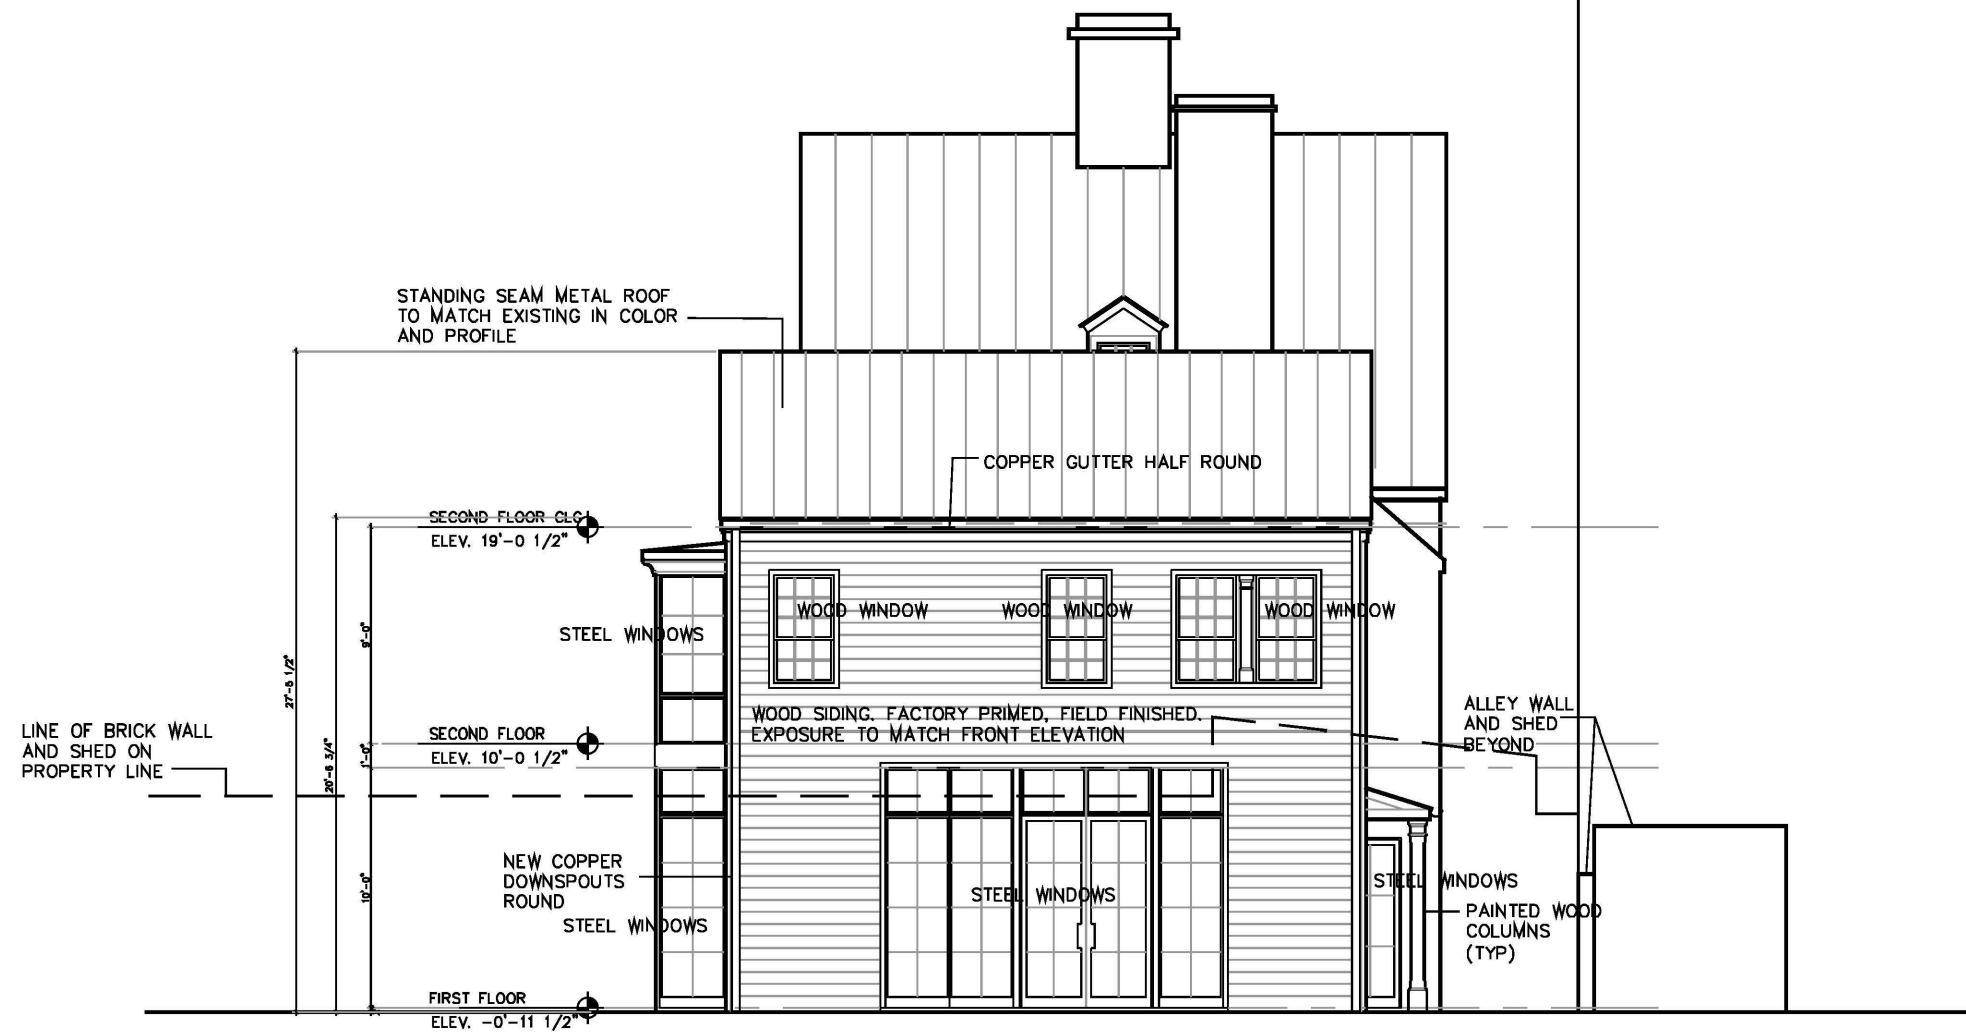 STANDING SEAM METAL ROOF
TO MATCH EXISTING IN COLOR
AND PROFILE
COPPER GUTTER HALF ROUND
SECOND FLOOR CLG
ELEV. 19'-0 1/2"
WOOD WINDOW
WOOD WINDOW
WOOD WINDOW
STEEL WINDOWS
9'-0"
27'-6 1/2"
ALLEY WALL
AND SHED
BEYOND
WOOD SIDING. FACTORY PRIMED, FIELD FINISHED.
EXPOSURE TO MATCH FRONT ELEVATION
LINE OF BRICK WALL
AND SHED ON
PROPERTY LINE
SECOND FLOOR
ELEV. 10'-0 1/2"
1'-0"
20'-6 3/4"
NEW COPPER
DOWNSPOUTS
ROUND
10'-0"
STEEL WINDOWS
STEEL WINDOWS
STEEL WINDOWS
PAINTED WOOD
COLUMNS
(TYP)
FIRST FLOOR
ELEV. -0'-11 1/2"